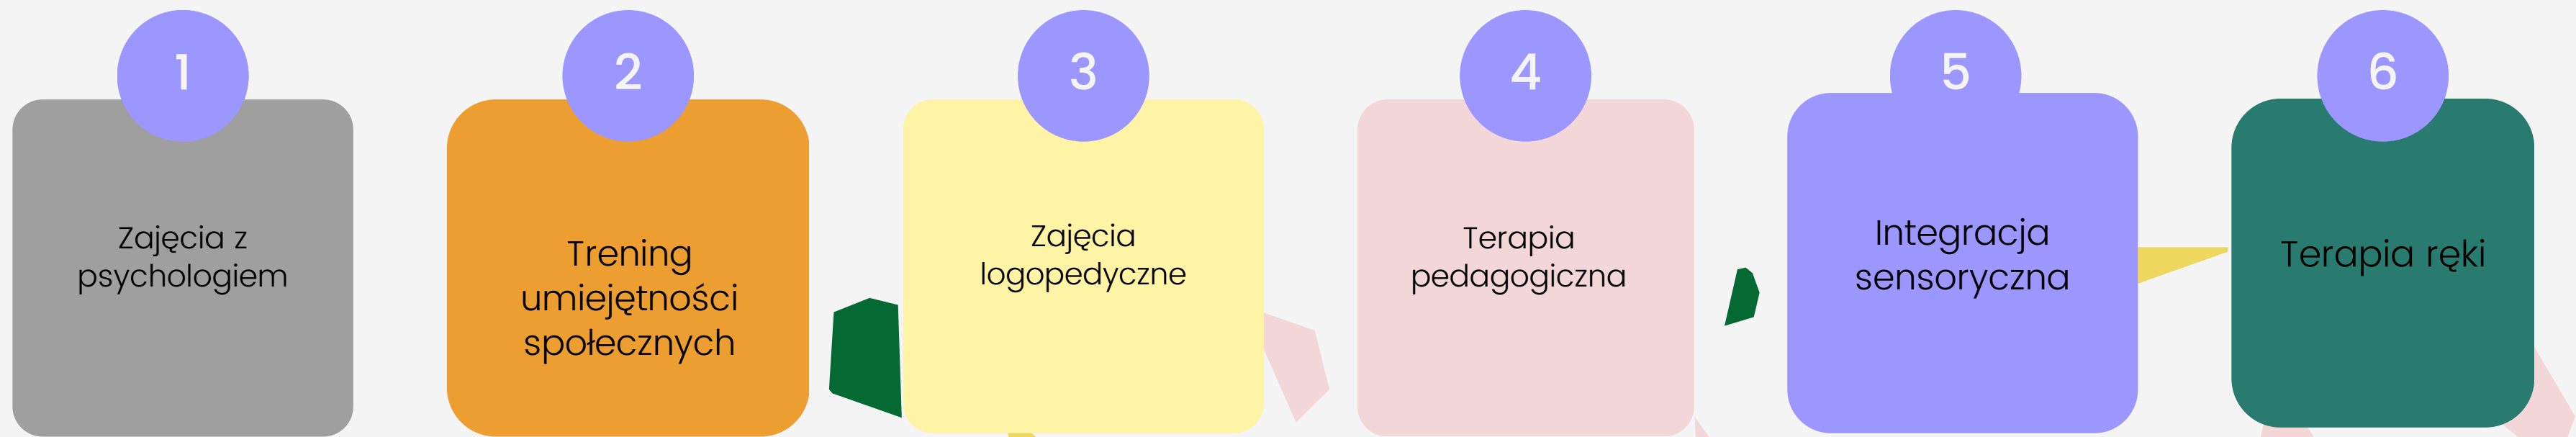 1
Zajęcia z
psychologiem
2
Trening
umiejętności
społecznych
3
Zajęcia
logopedyczne
4
Terapia
pedagogiczna
5
Integracja
sensoryczna
6
Terapia ręki